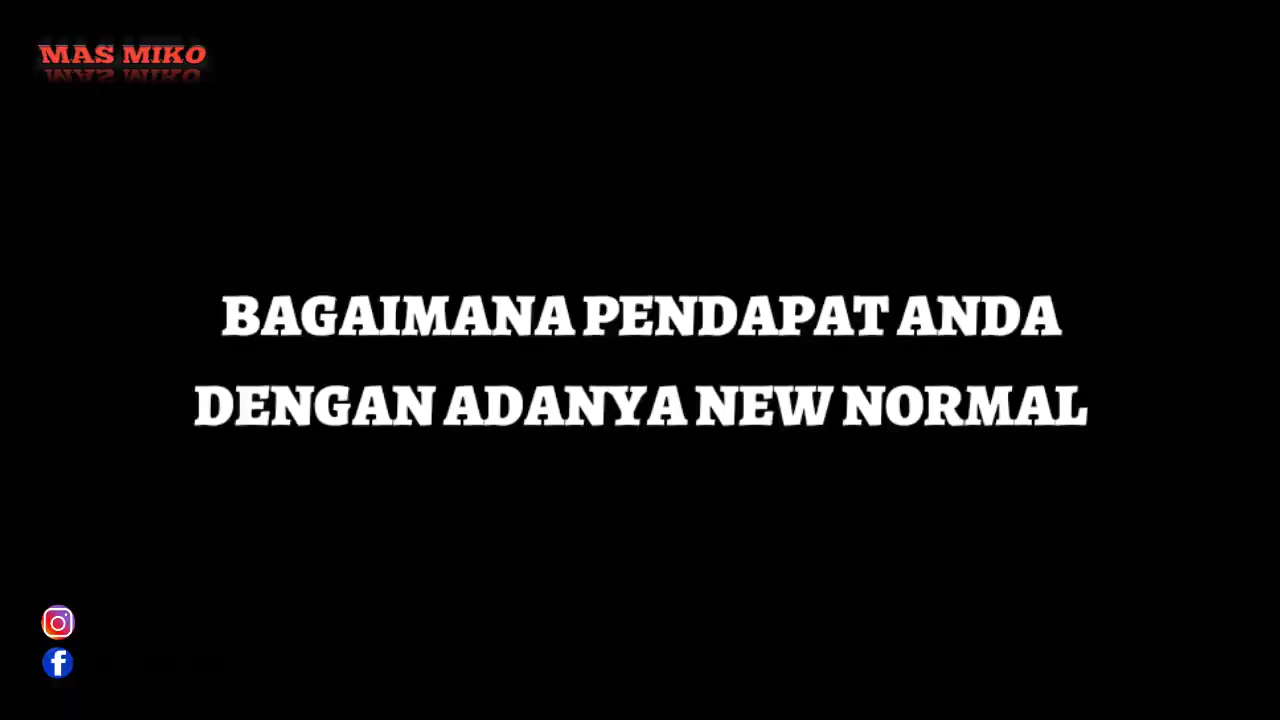 MAS MIKO
BAGAIMANA PENDAPAT ANDA
DENGAN ADANYA NEW NORMAL